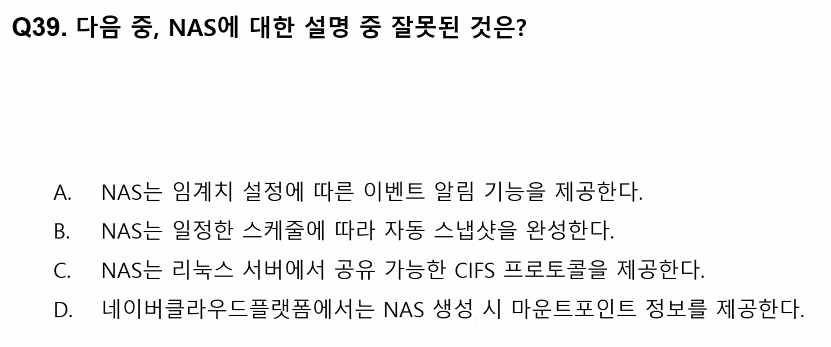 Q39. 다음 중, NAS에 대한 설명 중 잘못된 것은?
A. NAS는 임계치 설정에 따른 이벤트 알림 기능을 제공한다.
B. NAS는 일정한 스케줄에 따라 자동 스냅샷을 완성한다.
C. NAS는 리눅스 서버에서 공유 가능한 CIFS 프로토콜을 제공한다.
D. 네이버클라우드플랫폼에서는 NAS 생성 시 마운트포인트 정보를 제공한다.